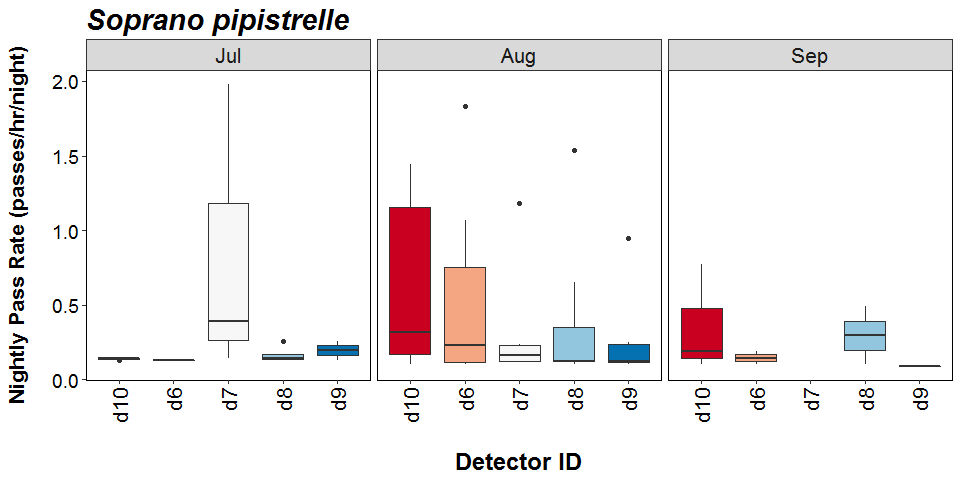 Soprano pipistrelle
Jul
Aug
Sep
Nightly Pass Rate (passes/hr/night)
2.0
1.5
1.0
0.5
0.0
d10 d6 d7 d8 d9
d10 d6 d7 d8 d9
d10 d6 d7 d8 d9
Detector ID